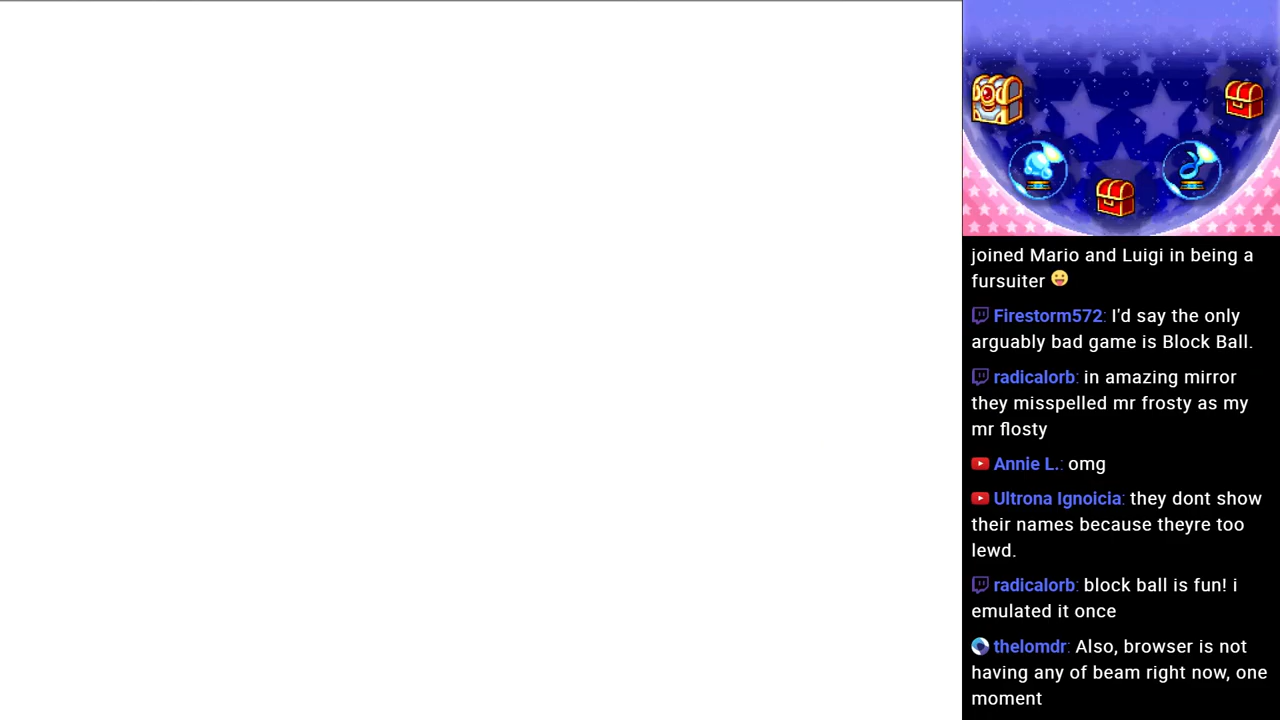 joined Mario and Luigi in being a
fursuiter 😀
Firestorm572: I'd say the only
arguably bad game is Block Ball.
radicalorb: in amazing mirror
they misspelled mr frosty as my
mr flosty
Annie L.: omg
Ultrona Ignoicia: they dont show
their names because theyre too
lewd.
radicalorb: block ball is fun! i
emulated it once
thelomdr: Also, browser is not
having any of beam right now, one
moment